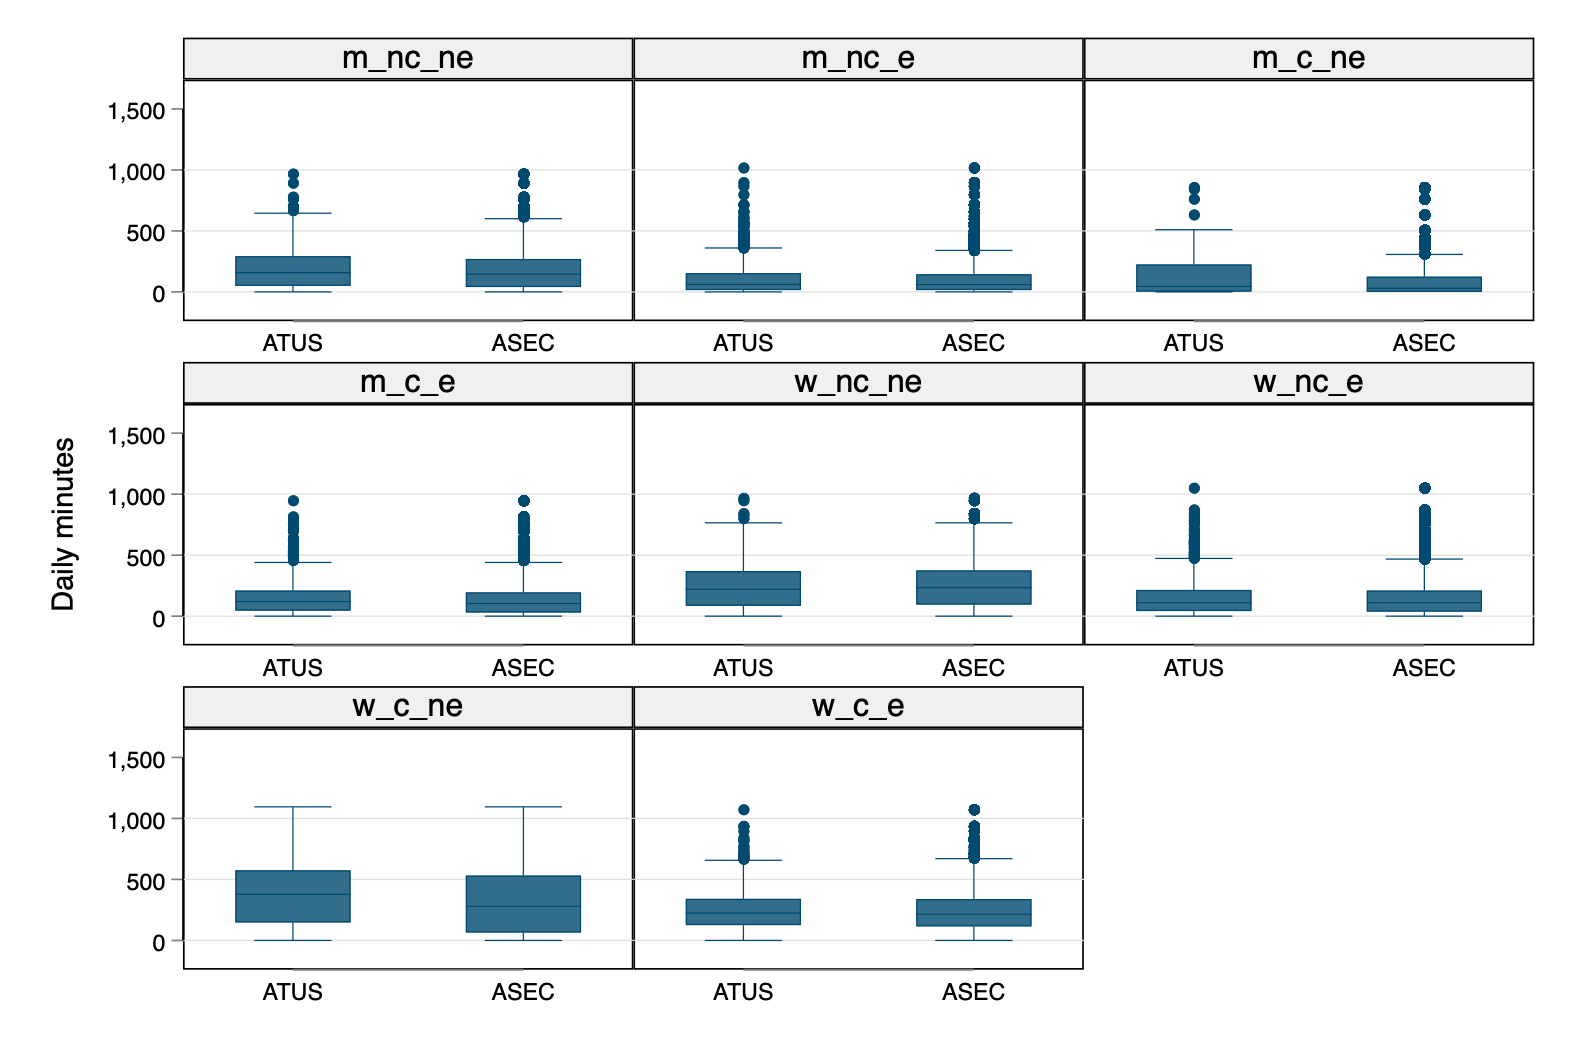 m_nc_ne
m_nc_e
m_c_ne
1,500
1,000
500
0
ATUS
ASEC
ATUS
ASEC
ATUS
ASEC
m_c_e
w_nc_ne
w_nc_e
Daily minutes
1,500
1,000
500
0
ATUS
ASEC
ATUS
ASEC
ATUS
ASEC
w_c_ne
w_c_e
1,500
1,000
500
0
ATUS
ASEC
ATUS
ASEC